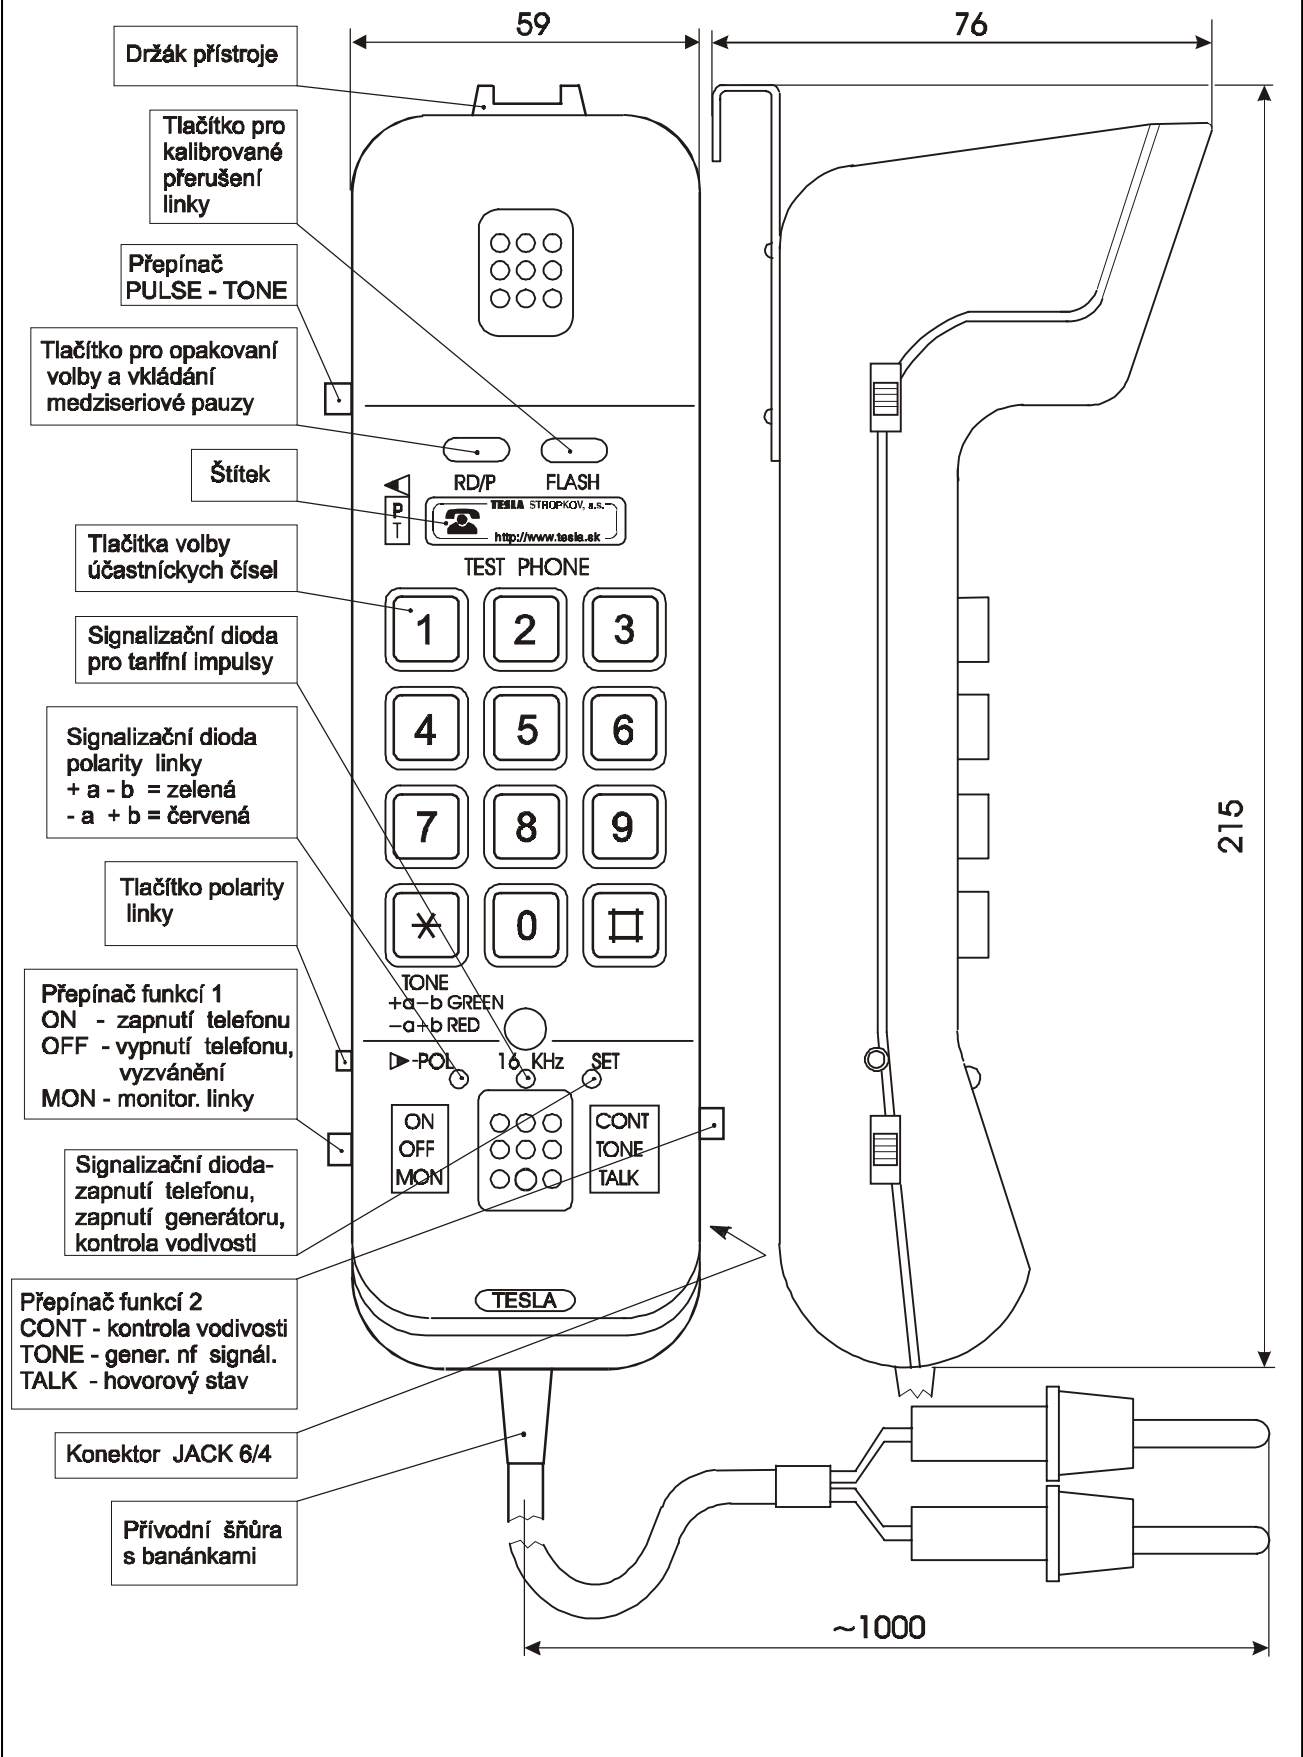 59
76
Držák přístroje
Tlačítko pro
kalibrované
přerušení
linky
Přepínač
PULSE - TONE
Tlačítko pro opakovaní
volby a vkládání
medziseriové pauzy
Štítek
RD/P
FLASH
P
T
TESLA STROPKOV, a.s.
http://www.tesla.sk
TEST PHONE
Tlačitka volby
účastníckych čísel
Signalizační dioda
pro tarifní impulsy
Signalizační dioda
polarity linky
+ a - b = zelená
- a + b = červená
1
2
3
4
5
6
7
8
9
0
215
Tlačítko polarity
linky
TONE
+a-b GREEN
-a+b RED
-POL
16 KHz
SET
Přepínač funkcí 1
ON - zapnutí telefonu
OFF - vypnutí telefonu,
vyzvánění
MON - monitor. linky
ON
OFF
MON
CONT
TONE
TALK
Signalizační dioda-
zapnutí telefonu,
zapnutí generátoru,
kontrola vodivosti
Přepínač funkcí 2
CONT - kontrola vodivosti
TONE - gener. nf signál.
TALK - hovorový stav
TESLA
Konektor JACK 6/4
Přívodní šňůra
s banánkami
~1000